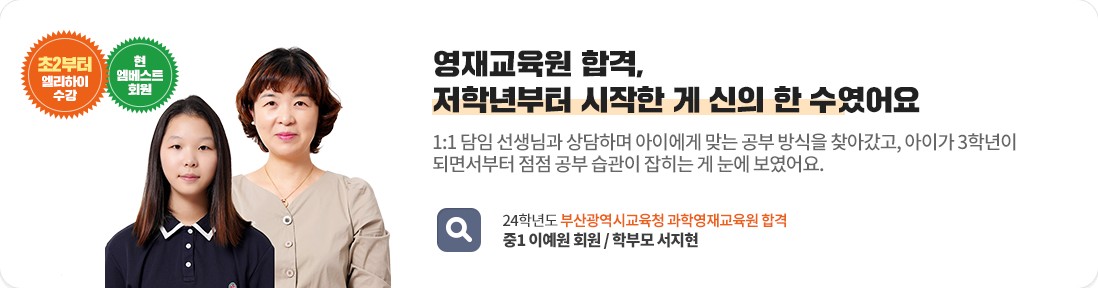 초2부터
엘리하이
수강
현
엠베스트
회원
영재교육원 합격,
저학년부터 시작한 게 신의 한 수였어요
1:1 담임 선생님과 상담하며 아이에게 맞는 공부 방식을 찾아갔고, 아이가 3학년이
되면서부터 점점 공부 습관이 잡히는 게 눈에 보였어요.
24학년도 부산광역시교육청 과학영재교육원 합격
중1 이예원 회원 / 학부모 서지현